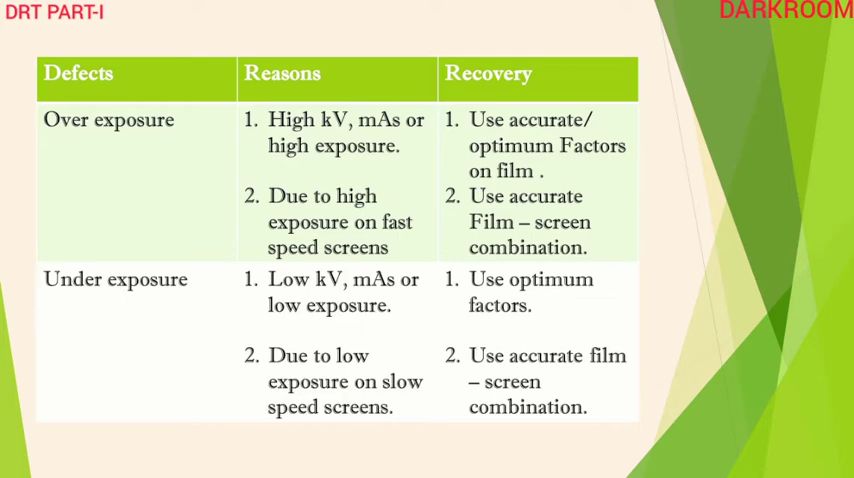 DRT PART-I
DARKROOM
Defects
Reasons
Recovery
Over exposure
1. High kV, mAs or
high exposure.
2. Due to high
exposure on fast
speed screens
1. Use accurate/
optimum Factors
on film .
2. Use accurate
Film – screen
combination.
Under exposure
1. Low kV, mAs or
low exposure.
2. Due to low
exposure on slow
speed screens.
1. Use optimum
factors.
2. Use accurate film
– screen
combination.